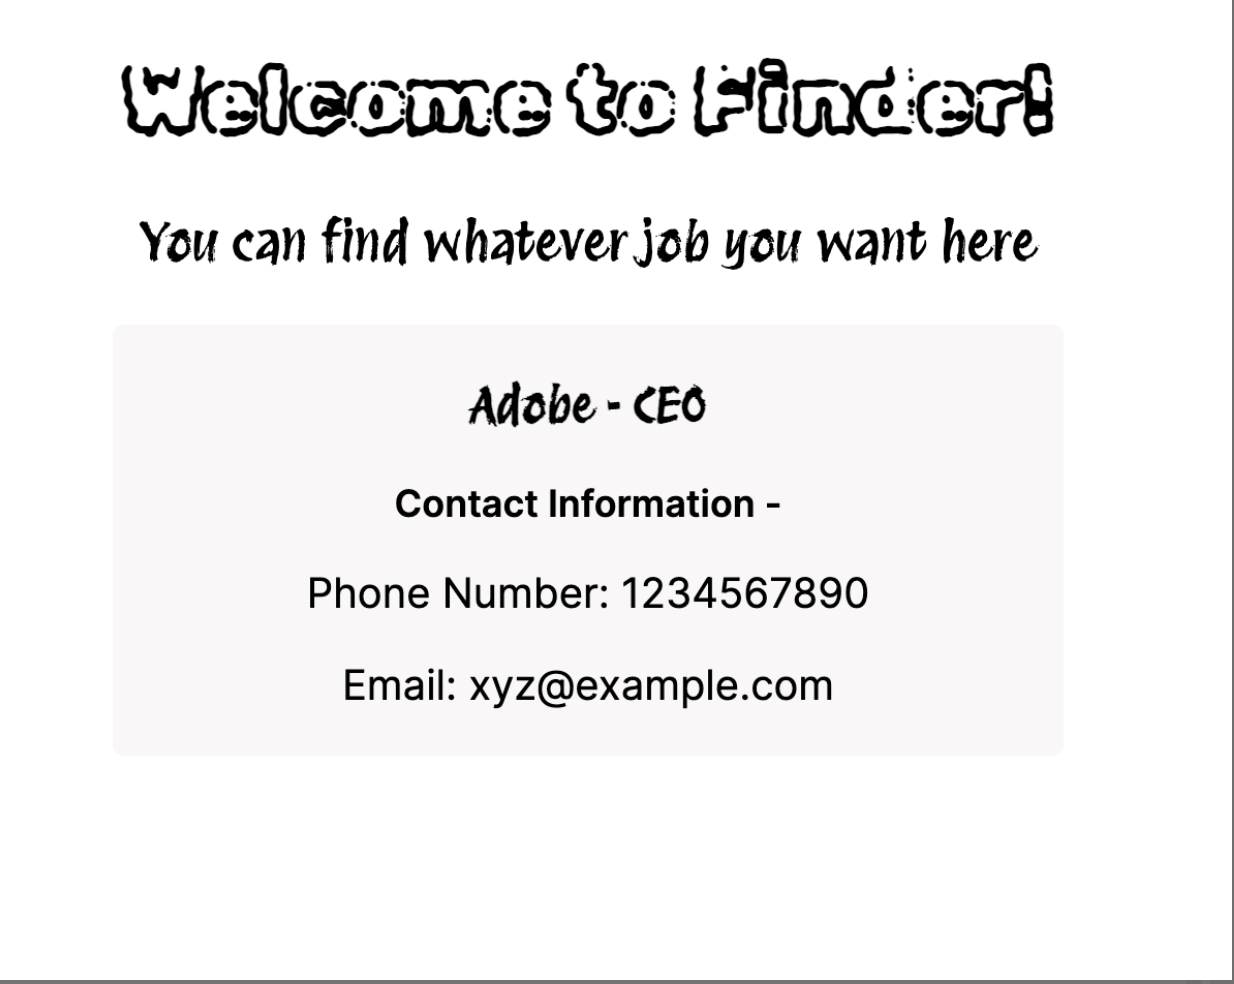 Welcome to Finder!
You can find whatever job you want here
Adobe - CEO
Contact Information -
Phone Number: 1234567890
Email: xyz@example.com